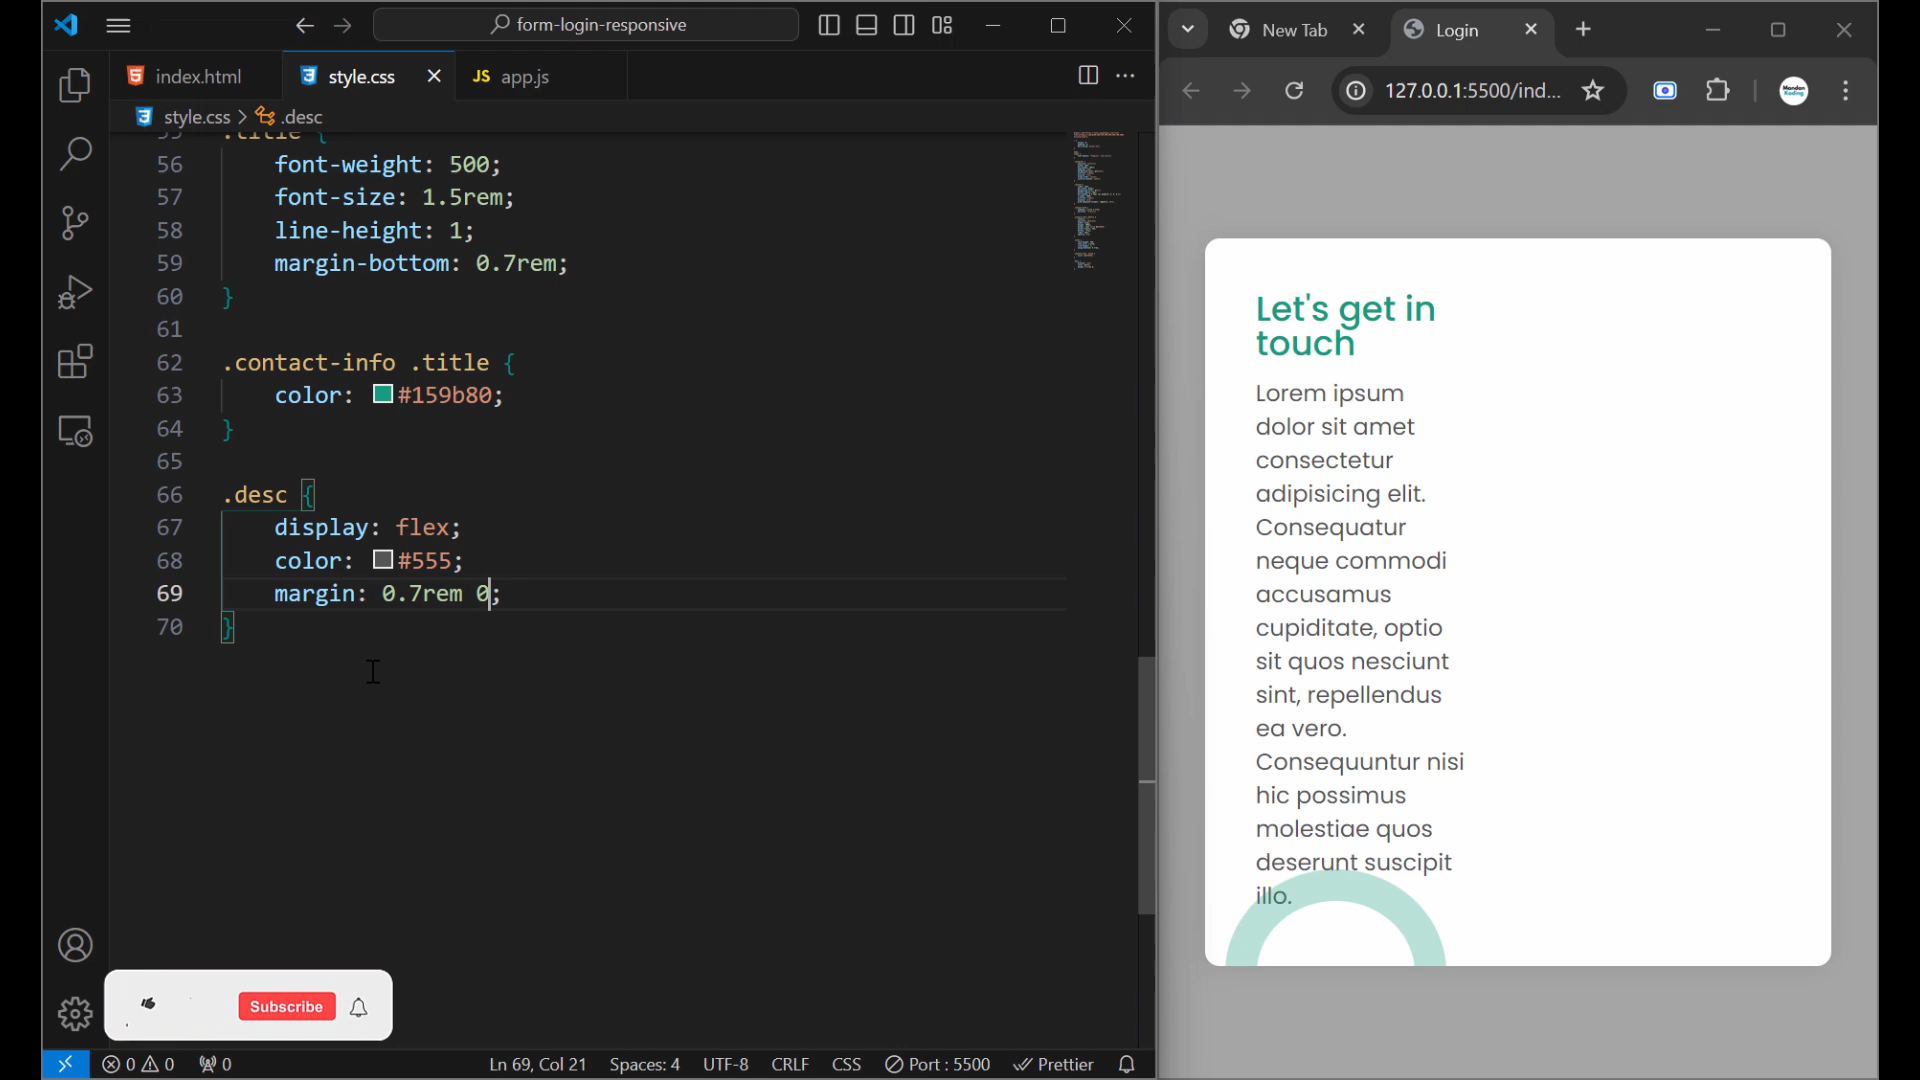 form-login-responsive
index.html
style.css
JS app.js
style.css > .desc
55 .title {
56 font-weight: 500;
57 font-size: 1.5rem;
58 line-height: 1;
59 margin-bottom: 0.7rem;
60 }
61
62 .contact-info .title {
63 color: #159b80;
64 }
65
66 .desc {
67 display: flex;
68 color: #555;
69 margin: 0.7rem 0;
70 }
Subscribe
0 0 0
Ln 69, Col 21
Spaces: 4
UTF-8
CRLF
CSS
Port : 5500
Prettier
New Tab
Login
127.0.0.1:5500/ind...
Let's get in
touch
Lorem ipsum
dolor sit amet
consectetur
adipisicing elit.
Consequatur
neque commodi
accusamus
cupiditate, optio
sit quos nesciunt
sint, repellendus
ea vero.
Consequuntur nisi
hic possimus
molestiae quos
deserunt suscipit
illo.